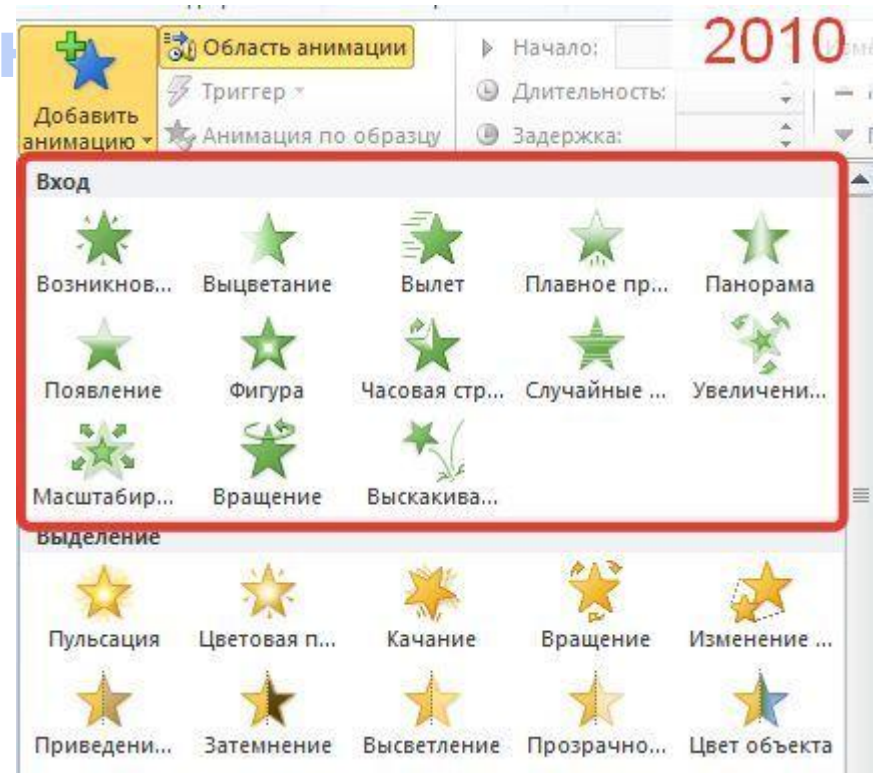 2010
Добавить анимацию
Область анимации
Триггер
Анимация по образцу
Начало:
Длительность:
Задержка:
Вход
Возникнов... Выцветание Вылет Плавное пр... Панорама
Появление Фигура Часовая стр... Случайные ... Увеличени...
Масштабир... Вращение Выскакива...
Выделение
Пульсация Цветовая п... Качание Вращение Изменение ...
Приведени... Затемнение Высветление Прозрачно... Цвет объекта